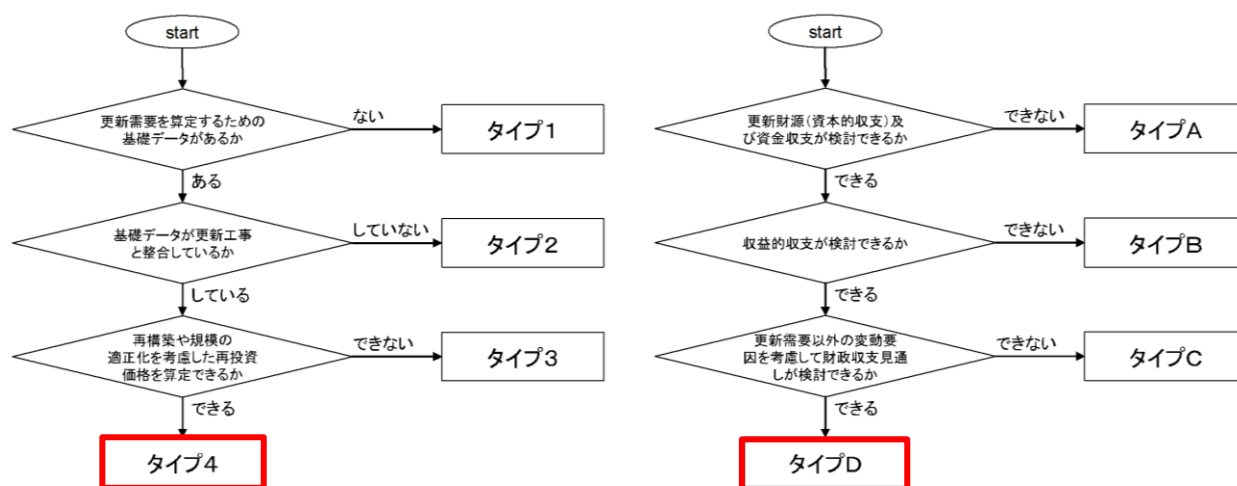 start
更新需要を算定するための
基礎データがあるか
ない
タイプ1
ある
基礎データが更新工事
と整合しているか
していない
タイプ2
している
再構築や規模の
適正化を考慮した再投資
価格を算定できるか
できない
タイプ3
できる
タイプ4
start
更新財源(資本的収支)及
び資金収支が検討できるか
できない
タイプA
できる
収益的収支が検討できるか
できない
タイプB
できる
更新需要以外の変動要
因を考慮して財政収支見通
しが検討できるか
できない
タイプC
できる
タイプD